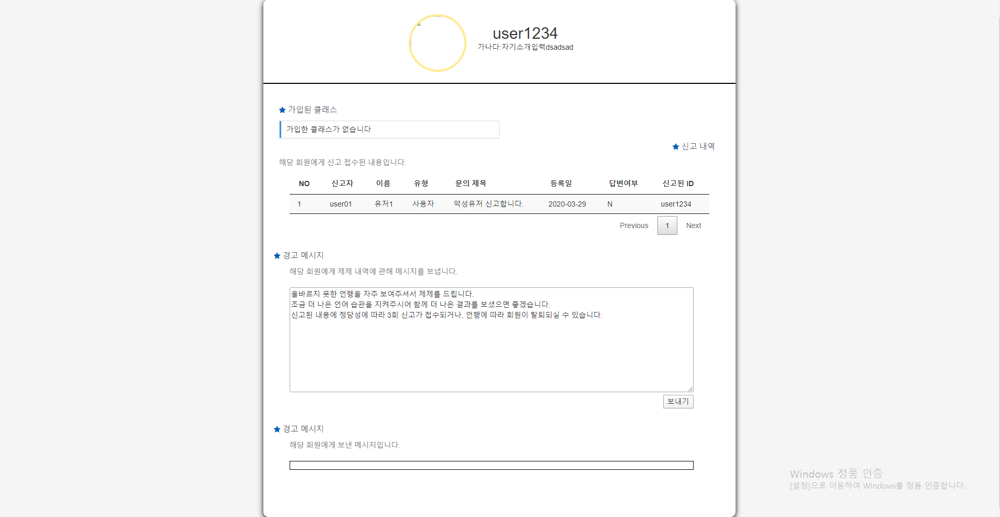 user1234
가나다:자기소개입력dsadsad
가입된 클래스
가입한 클래스가 없습니다
신고 내역
해당 회원에게 신고 접수된 내용입니다.
NO 신고자 이름 유형 문의 제목 등록일 답변여부 신고된 ID
1 user01 유저1 사용자 악성유저 신고합니다. 2020-03-29 N user1234
Previous 1 Next
경고 메시지
해당 회원에게 제제 내역에 관해 메시지를 보냅니다.
올바르지 못한 언행을 자주 보여주셔서 제제를 드립니다.
조금 더 나은 언어 습관을 지켜주시어 함께 더 나은 결과를 보셨으면 좋겠습니다.
신고된 내용에 정당성에 따라 3회 신고가 접수되거나, 언행에 따라 회원이 탈퇴되실 수 있습니다.
보내기
경고 메시지
해당 회원에게 보낸 메시지입니다.
Windows 정품 인증
[설정]으로 이동하여 Windows를 정품 인증합니다.